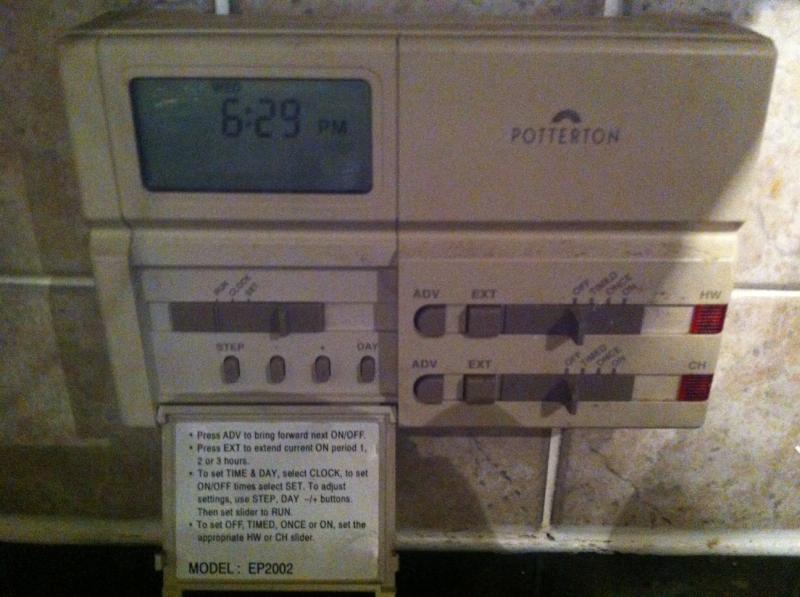 WED
6:29 PM
POTTERTON
RUN
CLOCK
SET
STEP - + DAY
ADV EXT OFF TIMED ONCE ON HW
ADV EXT OFF TIMED ONCE ON CH
• Press ADV to bring forward next ON/OFF.
• Press EXT to extend current ON period 1,
2 or 3 hours.
• To set TIME & DAY, select CLOCK, to set
ON/OFF times select SET. To adjust
settings, use STEP, DAY -/+ buttons.
Then set slider to RUN.
• To set OFF, TIMED, ONCE or ON, set the
appropriate HW or CH slider.
MODEL: EP2002